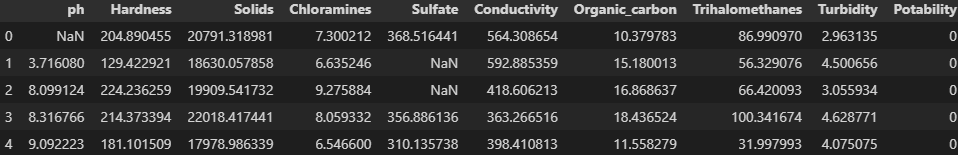 ph Hardness Solids Chloramines Sulfate Conductivity Organic_carbon Trihalomethanes Turbidity Potability
0 NaN 204.890455 20791.318981 7.300212 368.516441 564.308654 10.379783 86.990970 2.963135 0
1 3.716080 129.422921 18630.057858 6.635246 NaN 592.885359 15.180013 56.329076 4.500656 0
2 8.099124 224.236259 19909.541732 9.275884 NaN 418.606213 16.868637 66.420093 3.055934 0
3 8.316766 214.373394 22018.417441 8.059332 356.886136 363.266516 18.436524 100.341674 4.628771 0
4 9.092223 181.101509 17978.986339 6.546600 310.135738 398.410813 11.558279 31.997993 4.075075 0